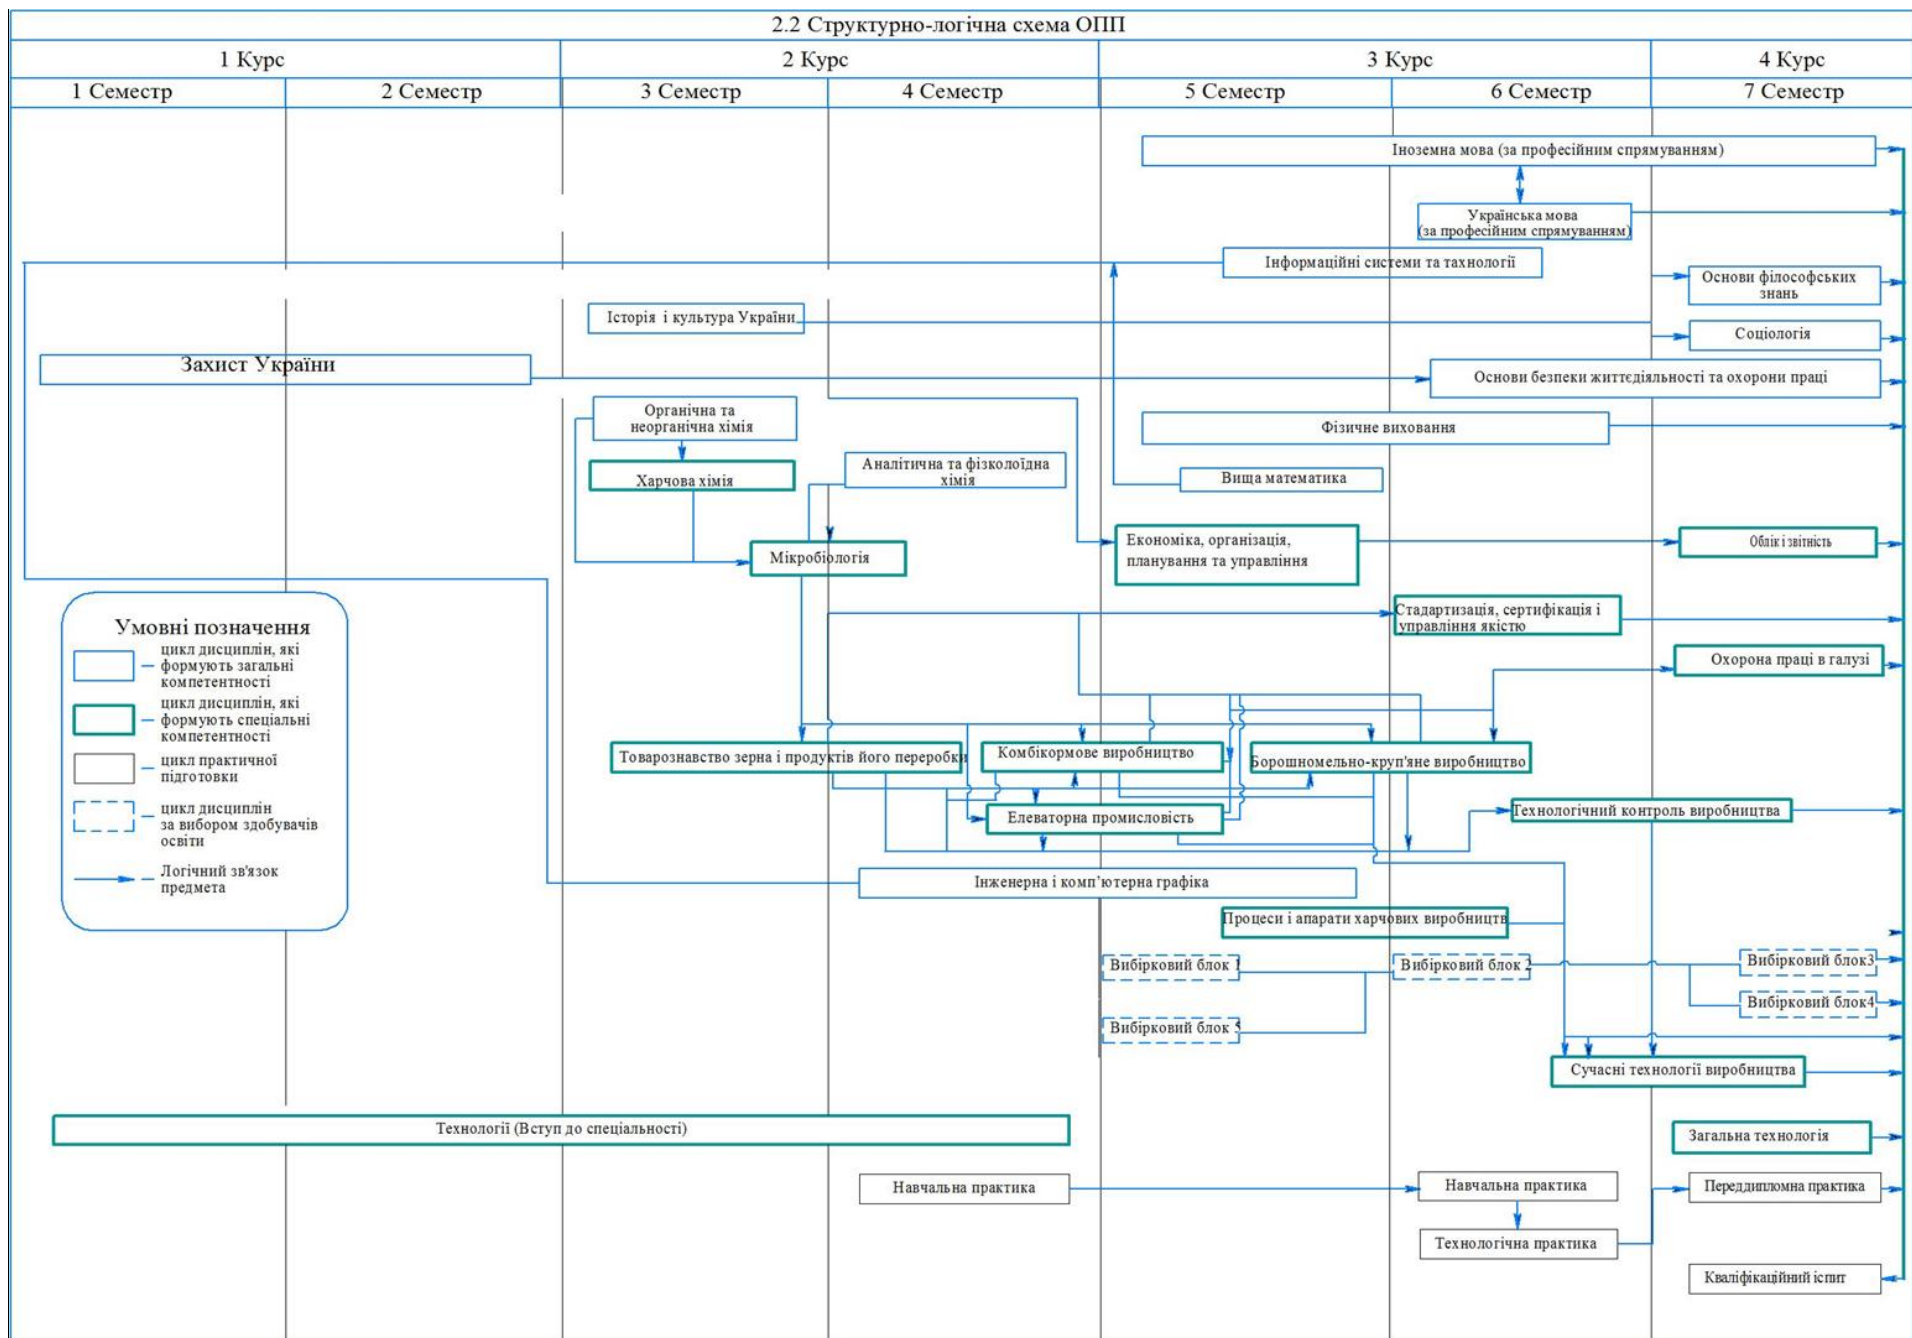 2.2 Структурно-логічна схема ОПП
1 Курс
2 Курс
3 Курс
4 Курс
1 Семестр
2 Семестр
3 Семестр
4 Семестр
5 Семестр
6 Семестр
7 Семестр
Іноземна мова (за професійним спрямуванням)
Українська мова
(за професійним спрямуванням)
Інформаційні системи та тахнології
Основи філософських
знань
Історія і культура України
Соціологія
Захист України
Основи безпеки життєдіяльності та охорони праці
Органічна та
неорганічна хімія
Фізичне виховання
Харчова хімія
Аналітична та фізколоїдна
хімія
Вища математика
Мікробіологія
Економіка, організація,
планування та управління
Облік і звітність
Стадартизація, сертифікація і
управління якістю
Охорона праці в галузі
Умовні позначення
– цикл дисциплін, які
формують загальні
компетентності
– цикл дисциплін, які
формують спеціальні
компетентності
– цикл практичної
підготовки
– цикл дисциплін
за вибором здобувачів
освіти
– Логічний зв'язок
предмета
Товарознавство зерна і продуктів його переробки
Комбікормове виробництво
Борошномельно-круп'яне виробництво
Елеваторна промисловість
Технологічний контроль виробництва
Інженерна і комп’ютерна графіка
Процеси і апарати харчових виробництв
Вибірковий блок 1
Вибірковий блок 2
Вибірковий блок3
Вибірковий блок4
Вибірковий блок 5
Сучасні технології виробництва
Технології (Вступ до спеціальності)
Загальна технологія
Навчальна практика
Навчальна практика
Переддипломна практика
Технологічна практика
Кваліфікаційний іспит